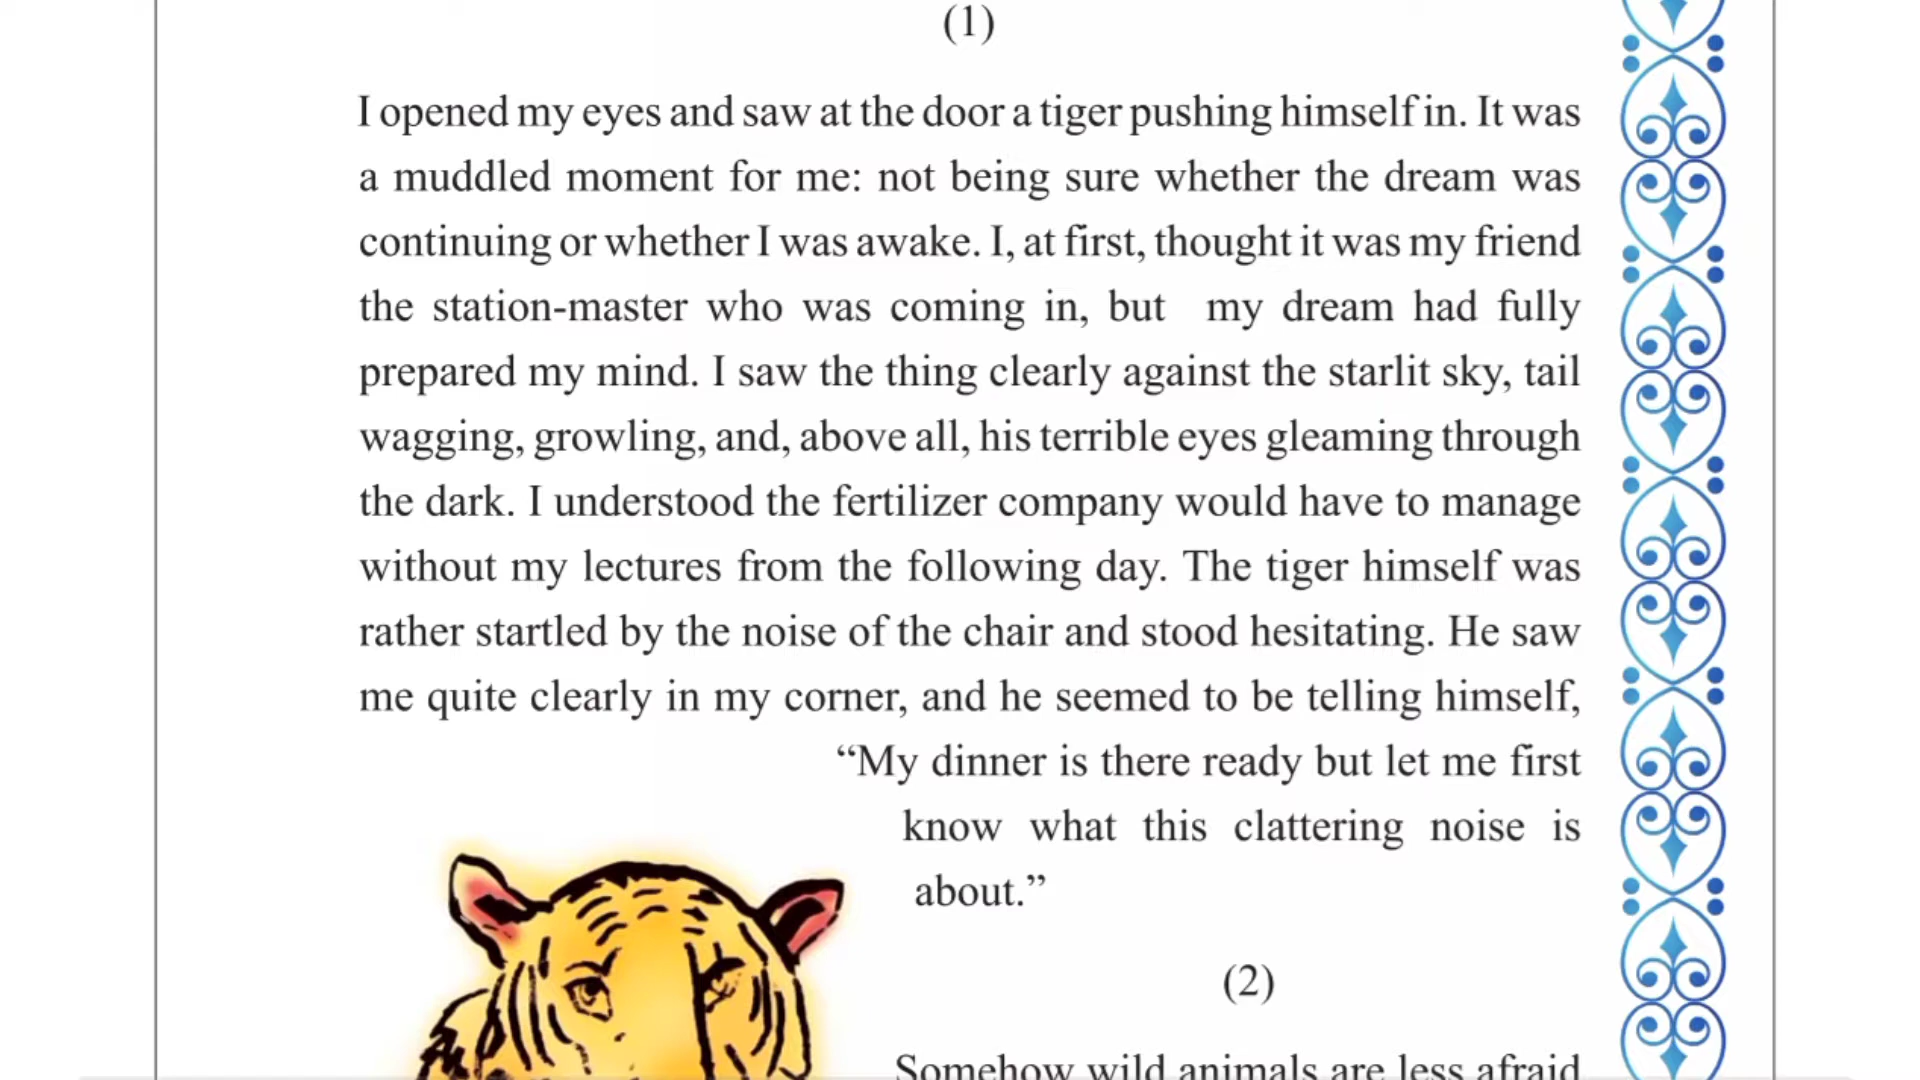 (1)
I opened my eyes and saw at the door a tiger pushing himself in. It was
a muddled moment for me: not being sure whether the dream was
continuing or whether I was awake. I, at first, thought it was my friend
the station-master who was coming in, but my dream had fully
prepared my mind. I saw the thing clearly against the starlit sky, tail
wagging, growling, and, above all, his terrible eyes gleaming through
the dark. I understood the fertilizer company would have to manage
without my lectures from the following day. The tiger himself was
rather startled by the noise of the chair and stood hesitating. He saw
me quite clearly in my corner, and he seemed to be telling himself,
“My dinner is there ready but let me first
know what this clattering noise is
about.”
(2)
Somehow wild animals are less afraid